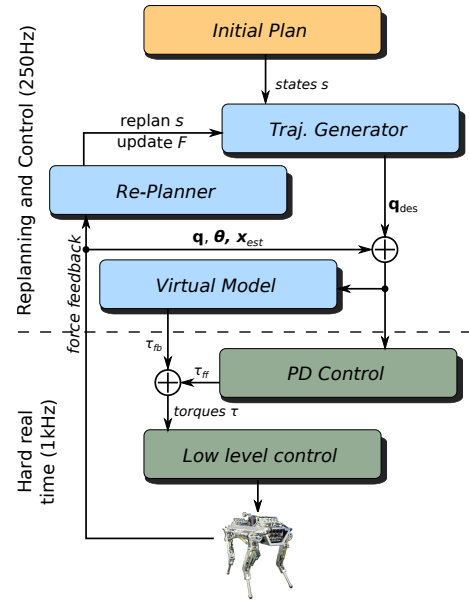 Initial Plan
states s
Traj. Generator
replan s
update F
Re-Planner
q_des
q, θ, x_est
Virtual Model
force feedback
Replanning and Control (250Hz)
τ_fb
τ_ff
PD Control
torques τ
Low level control
Hard real
time (1kHz)